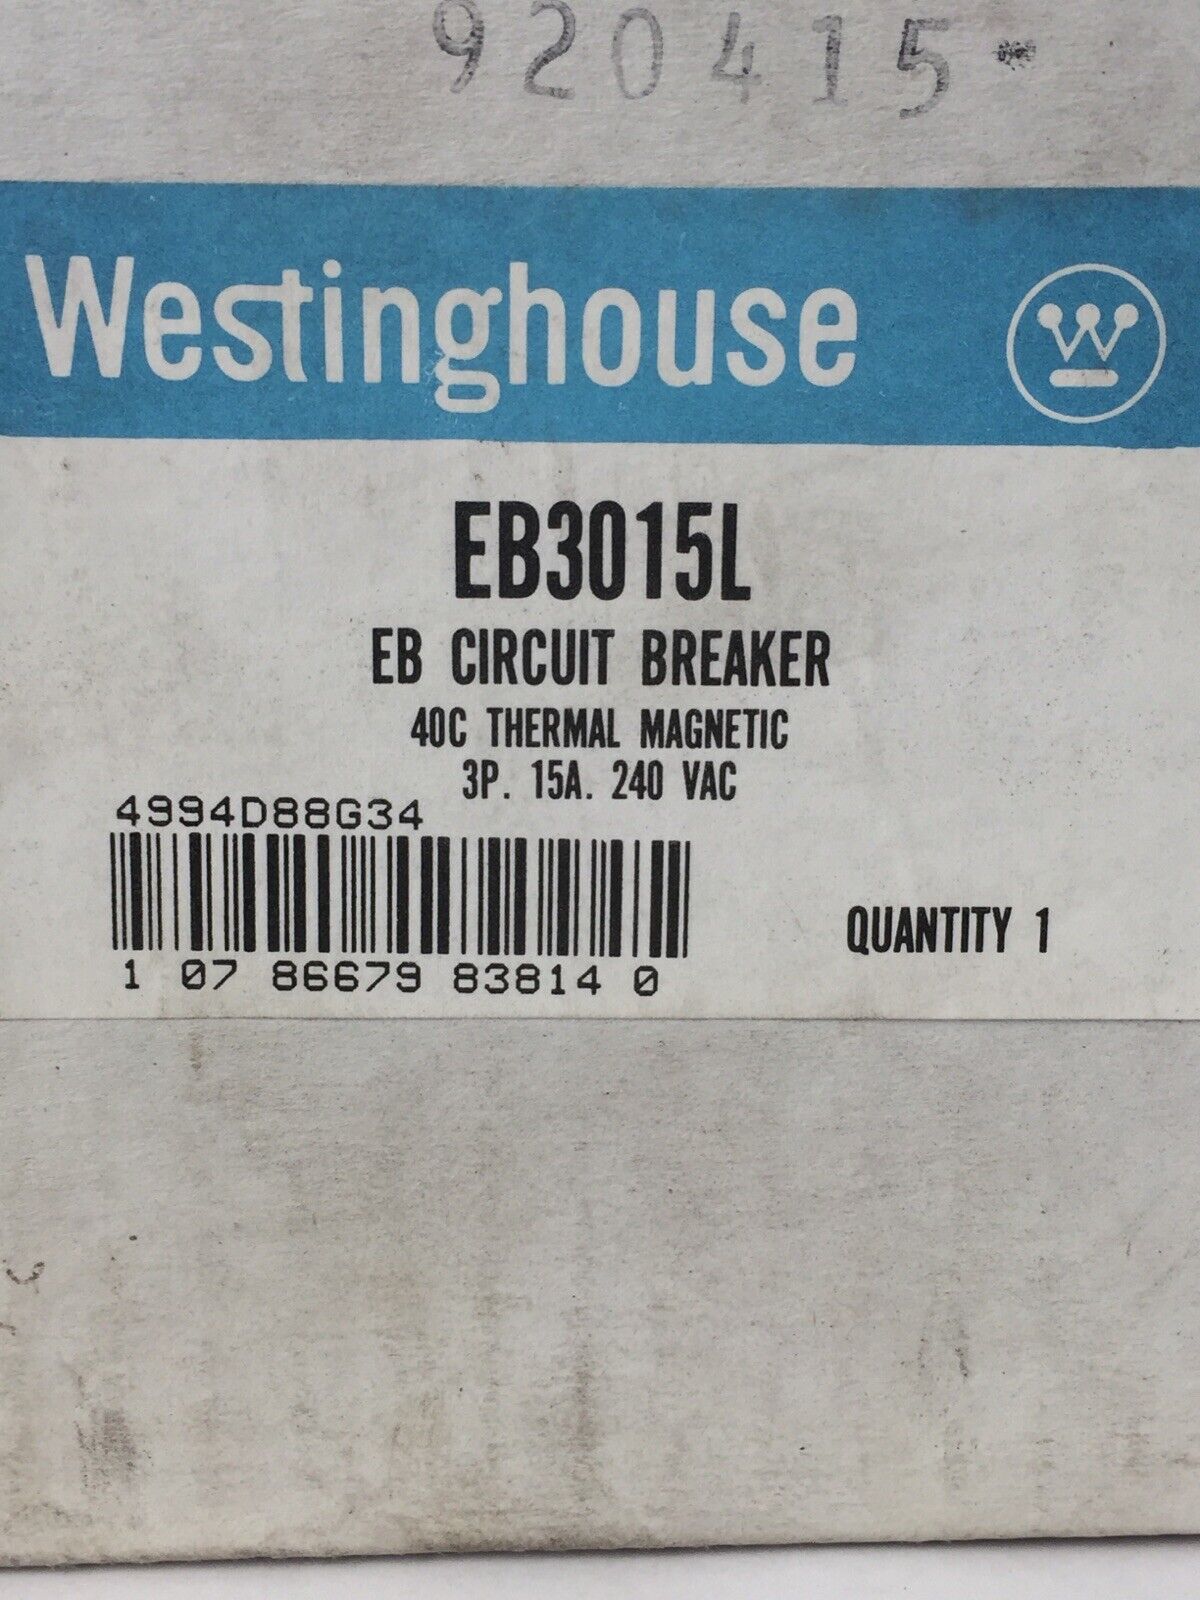 920415*
Westinghouse
W
EB3015L
EB CIRCUIT BREAKER
40C THERMAL MAGNETIC
3P. 15A. 240 VAC
4994D88G34
1 07 86679 83814 0
QUANTITY 1